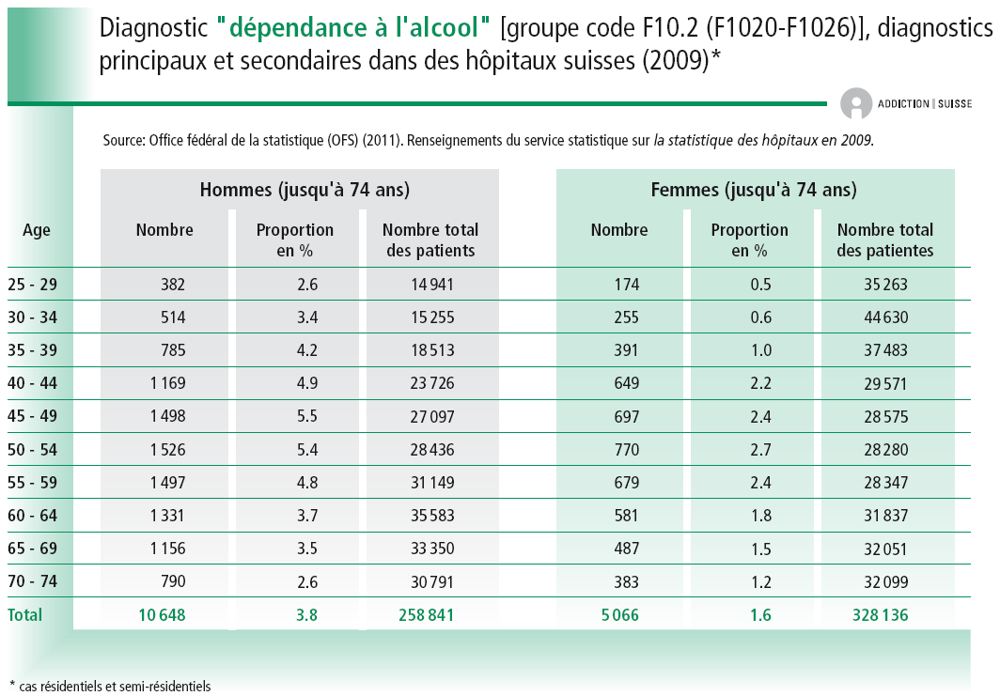 Diagnostic "dépendance à l'alcool" [groupe code F10.2 (F1020-F1026)], diagnostics
principaux et secondaires dans des hôpitaux suisses (2009)*
ADDICTION | SUISSE
Source: Office fédéral de la statistique (OFS) (2011). Renseignements du service statistique sur la statistique des hôpitaux en 2009.
Hommes (jusqu'à 74 ans) Femmes (jusqu'à 74 ans)
Age Nombre Proportion Nombre total Nombre Proportion Nombre total
en % des patients en % des patientes
25 - 29 382 2.6 14 941 174 0.5 35 263
30 - 34 514 3.4 15 255 255 0.6 44 630
35 - 39 785 4.2 18 513 391 1.0 37 483
40 - 44 1 169 4.9 23 726 649 2.2 29 571
45 - 49 1 498 5.5 27 097 697 2.4 28 575
50 - 54 1 526 5.4 28 436 770 2.7 28 280
55 - 59 1 497 4.8 31 149 679 2.4 28 347
60 - 64 1 331 3.7 35 583 581 1.8 31 837
65 - 69 1 156 3.5 33 350 487 1.5 32 051
70 - 74 790 2.6 30 791 383 1.2 32 099
Total 10 648 3.8 258 841 5 066 1.6 328 136
* cas résidentiels et semi-résidentiels